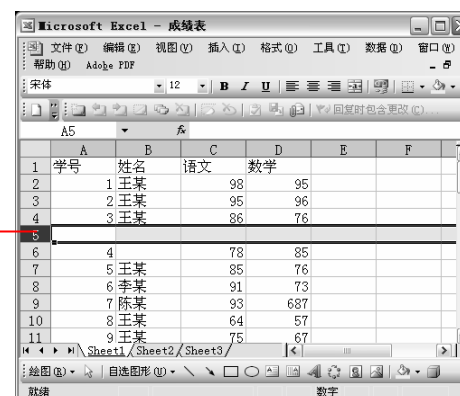 Microsoft Excel - 成绩表
文件(F) 编辑(E) 视图(V) 插入(I) 格式(O) 工具(T) 数据(D) 窗口(W)
帮助(H) Adobe PDF
宋体 12 B I U
回复时包含更改(C)...
A5 fx
A B C D E F
1 学号 姓名 语文 数学
2 1 王某 98 95
3 2 王某 95 96
4 3 王某 86 76
5
6 4 78 85
7 5 王某 85 76
8 6 李某 91 73
9 7 陈某 93 687
10 8 王某 64 57
11 9 王某 75 67
Sheet1 Sheet2 Sheet3
绘图(R) 自选图形(U)
就绪 数字